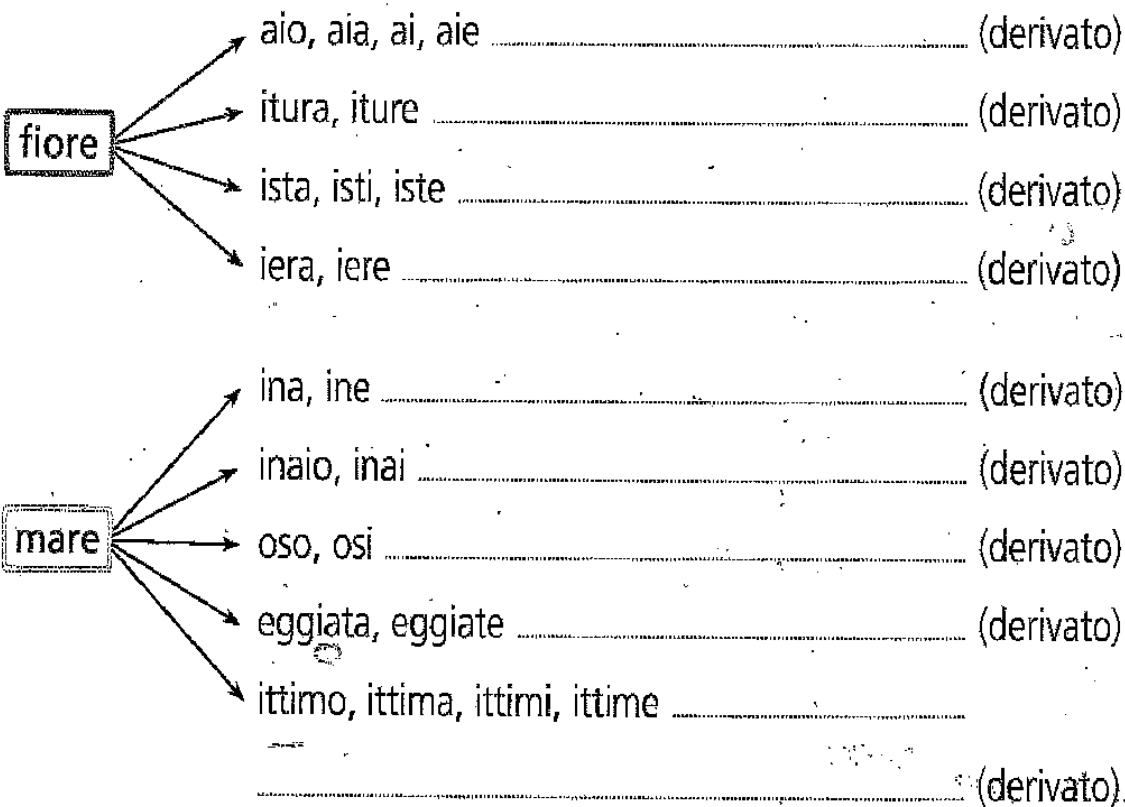 aio, aia, ai, aie (derivato)
itura, iture (derivato)
fiore
ista, isti, iste (derivato)
iera, iere (derivato)
ina, ine (derivato)
inaio, inai (derivato)
mare
oso, osi (derivato)
eggiata, eggiate (derivato)
ittimo, ittima, ittimi, ittime
(derivato)